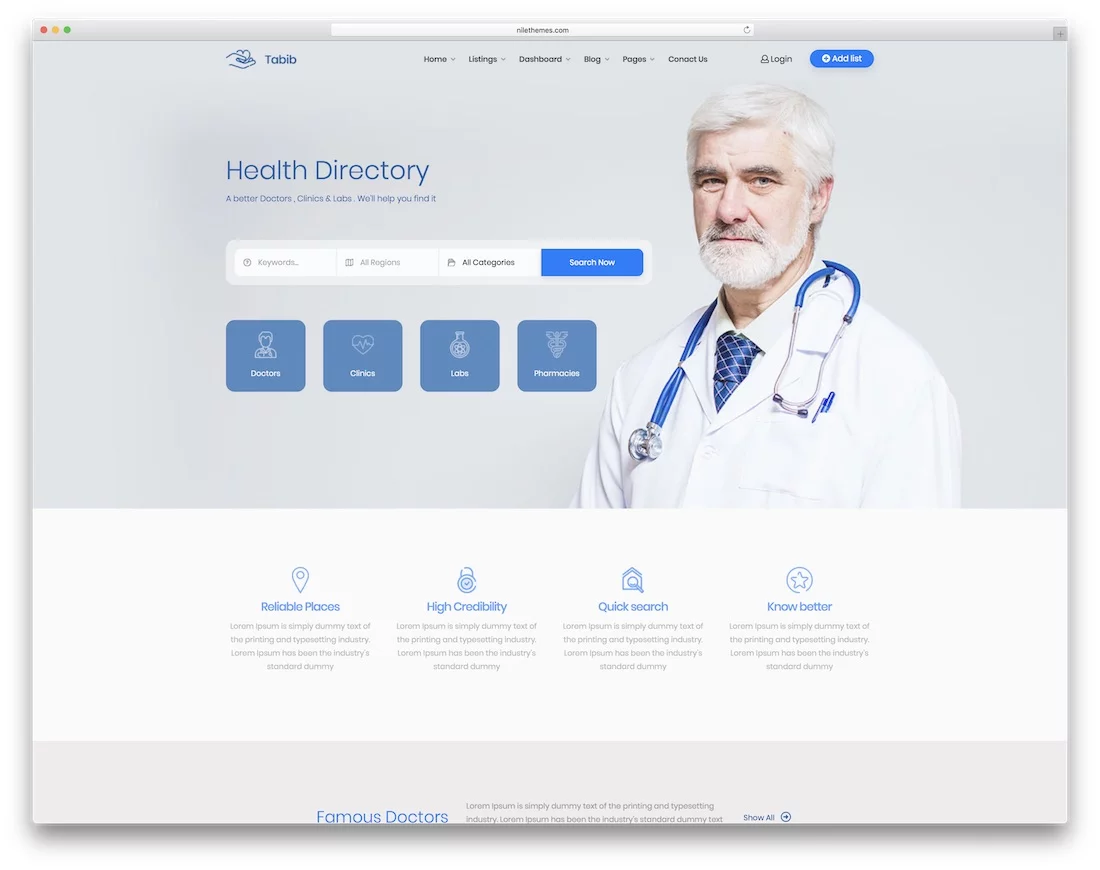 nilethemes.com
Tabib
Home Listings Dashboard Blog Pages Conact Us Login Add list
Health Directory
A better Doctors , Clinics & Labs . We'll help you find it
Keywords.. All Regions All Categories Search Now
Doctors Clinics Labs Pharmacies
Reliable Places
Lorem Ipsum is simply dummy text of
the printing and typesetting industry.
Lorem Ipsum has been the industry's
standard dummy
High Credibility
Lorem Ipsum is simply dummy text of
the printing and typesetting industry.
Lorem Ipsum has been the industry's
standard dummy
Quick search
Lorem Ipsum is simply dummy text of
the printing and typesetting industry.
Lorem Ipsum has been the industry's
standard dummy
Know better
Lorem Ipsum is simply dummy text of
the printing and typesetting industry.
Lorem Ipsum has been the industry's
standard dummy
Famous Doctors
Lorem Ipsum is simply dummy text of the printing and typesetting
industry. Lorem Ipsum has been the industry's standard dummy text
Show All